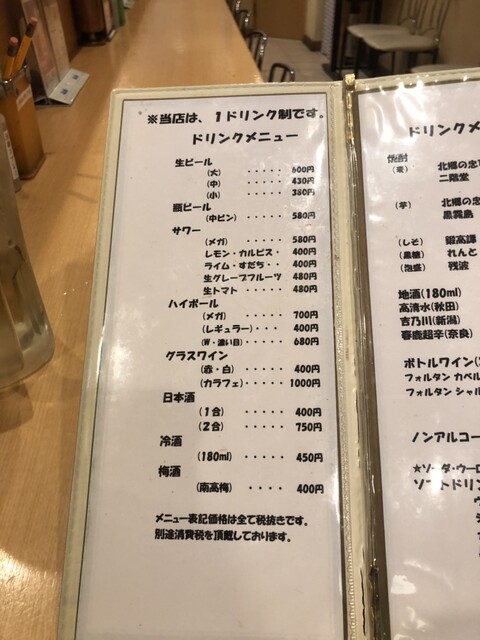 ※当店は、1ドリンク制です。
ドリンクメニュー
生ビール
(大) ····· 600円
(中) ····· 430円
(小) ····· 380円
瓶ビール
(中ビン) ····· 580円
サワー
(メガ) ····· 580円
レモン・カルピス・ 400円
ライム・すだち・・ 400円
生グレープフルーツ 480円
生トマト ····· 480円
ハイボール
(メガ) ····· 700円
(レギュラー)··· 400円
(W・濃い目) ···· 680円
グラスワイン
(赤・白) ····· 400円
(カラフェ) ···· 1000円
日本酒
(1合) ····· 400円
(2合) ····· 750円
冷酒
(180ml) ····· 450円
梅酒
(南高梅) ···· 400円
メニュー表記価格は全て税抜きです。
別途消費税を頂戴しております。
ドリンクメ
焼酎
(麦) 北郷の忠
二階堂
(芋) 北郷の忠
黒霧島
(しそ) 鍛高譚
(黒糖) れんと
(泡盛) 残波
地酒(180ml)
高清水(秋田)
吉乃川(新潟)
春鹿超辛(奈良)
ボトルワイン(
フォルタン カベル
フォルタン シャル
ノンアルコー
★ソーダ・ウーロ
ソフトドリン